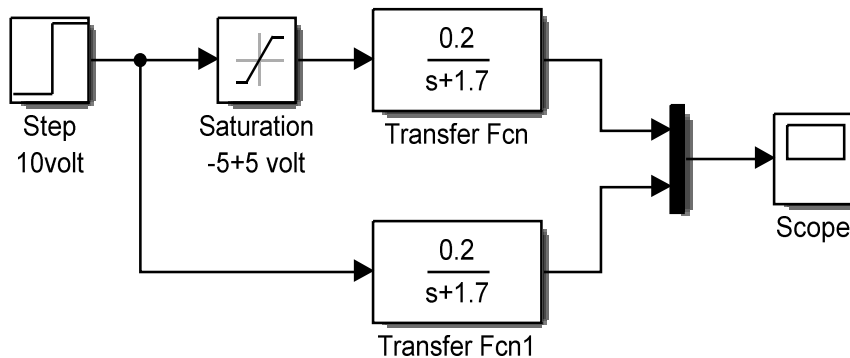 Step
10volt
Saturation
-5+5 volt
0.2
s+1.7
Transfer Fcn
0.2
s+1.7
Transfer Fcn1
Scope